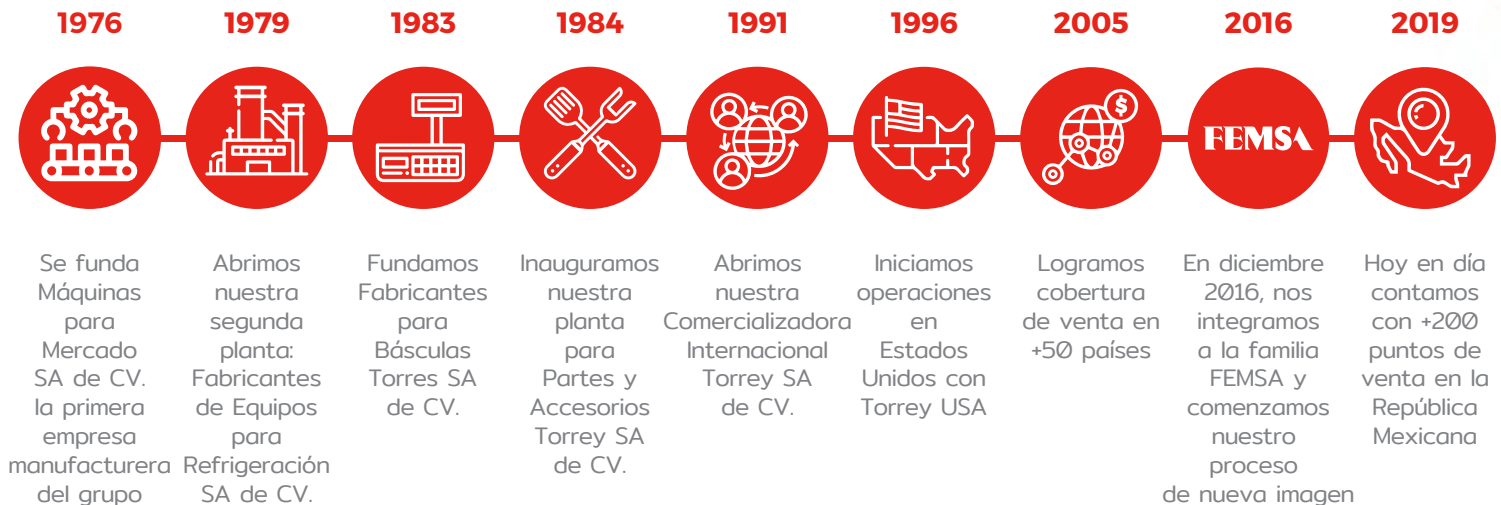 1976
Se funda
Máquinas
para
Mercado
SA de CV.
la primera
empresa
manufacturera
del grupo
1979
Abrimos
nuestra
segunda
planta:
Fabricantes
de Equipos
para
Refrigeración
SA de CV.
1983
Fundamos
Fabricantes
para
Básculas
Torres SA
de CV.
1984
Inauguramos
nuestra
planta
para
Partes y
Accesorios
Torrey SA
de CV.
1991
Abrimos
nuestra
Comercializadora
Internacional
Torrey SA
de CV.
1996
Iniciamos
operaciones
en
Estados
Unidos con
Torrey USA
2005
$
Logramos
cobertura
de venta en
+50 países
2016
FEMSA
En diciembre
2016, nos
integramos
a la familia
FEMSA y
comenzamos
nuestro
proceso
de nueva imagen
2019
Hoy en día
contamos
con +200
puntos de
venta en la
República
Mexicana